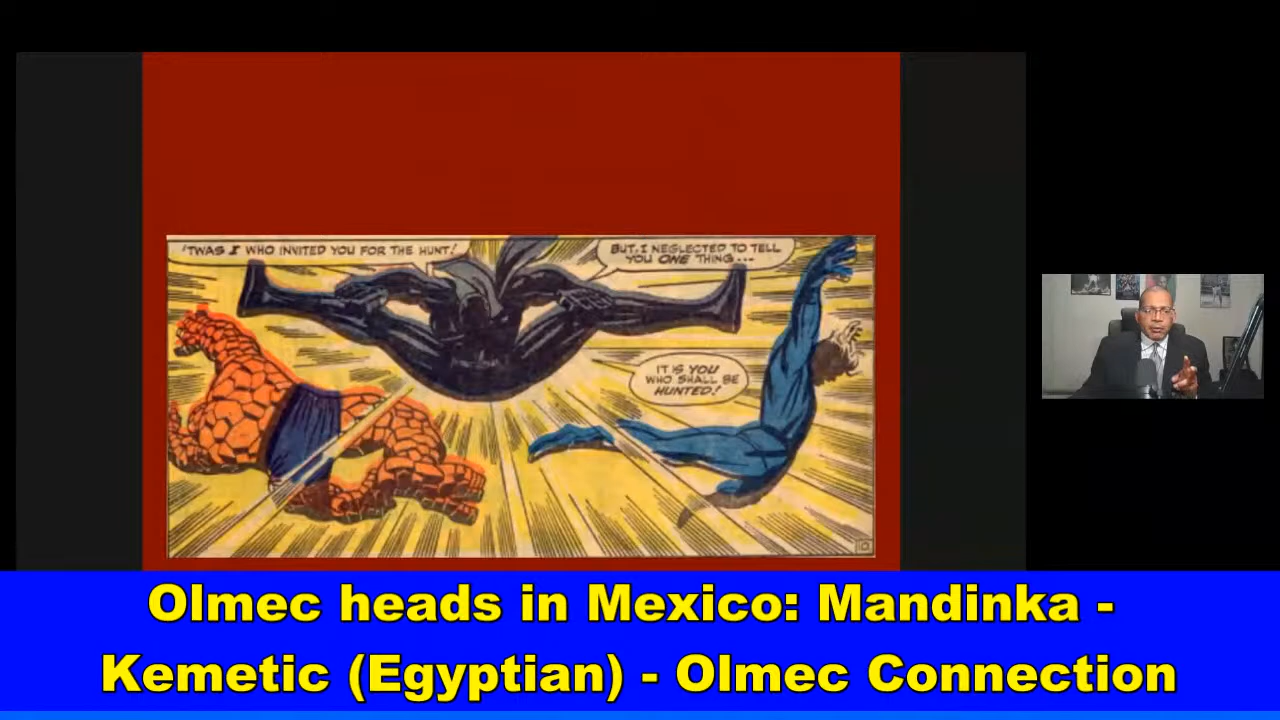 'TWAS I WHO INVITED YOU FOR THE HUNT!
BUT, I NEGLECTED TO TELL
YOU ONE THING...
IT IS YOU
WHO SHALL BE
HUNTED!
10
Olmec heads in Mexico: Mandinka -
Kemetic (Egyptian) - Olmec Connection